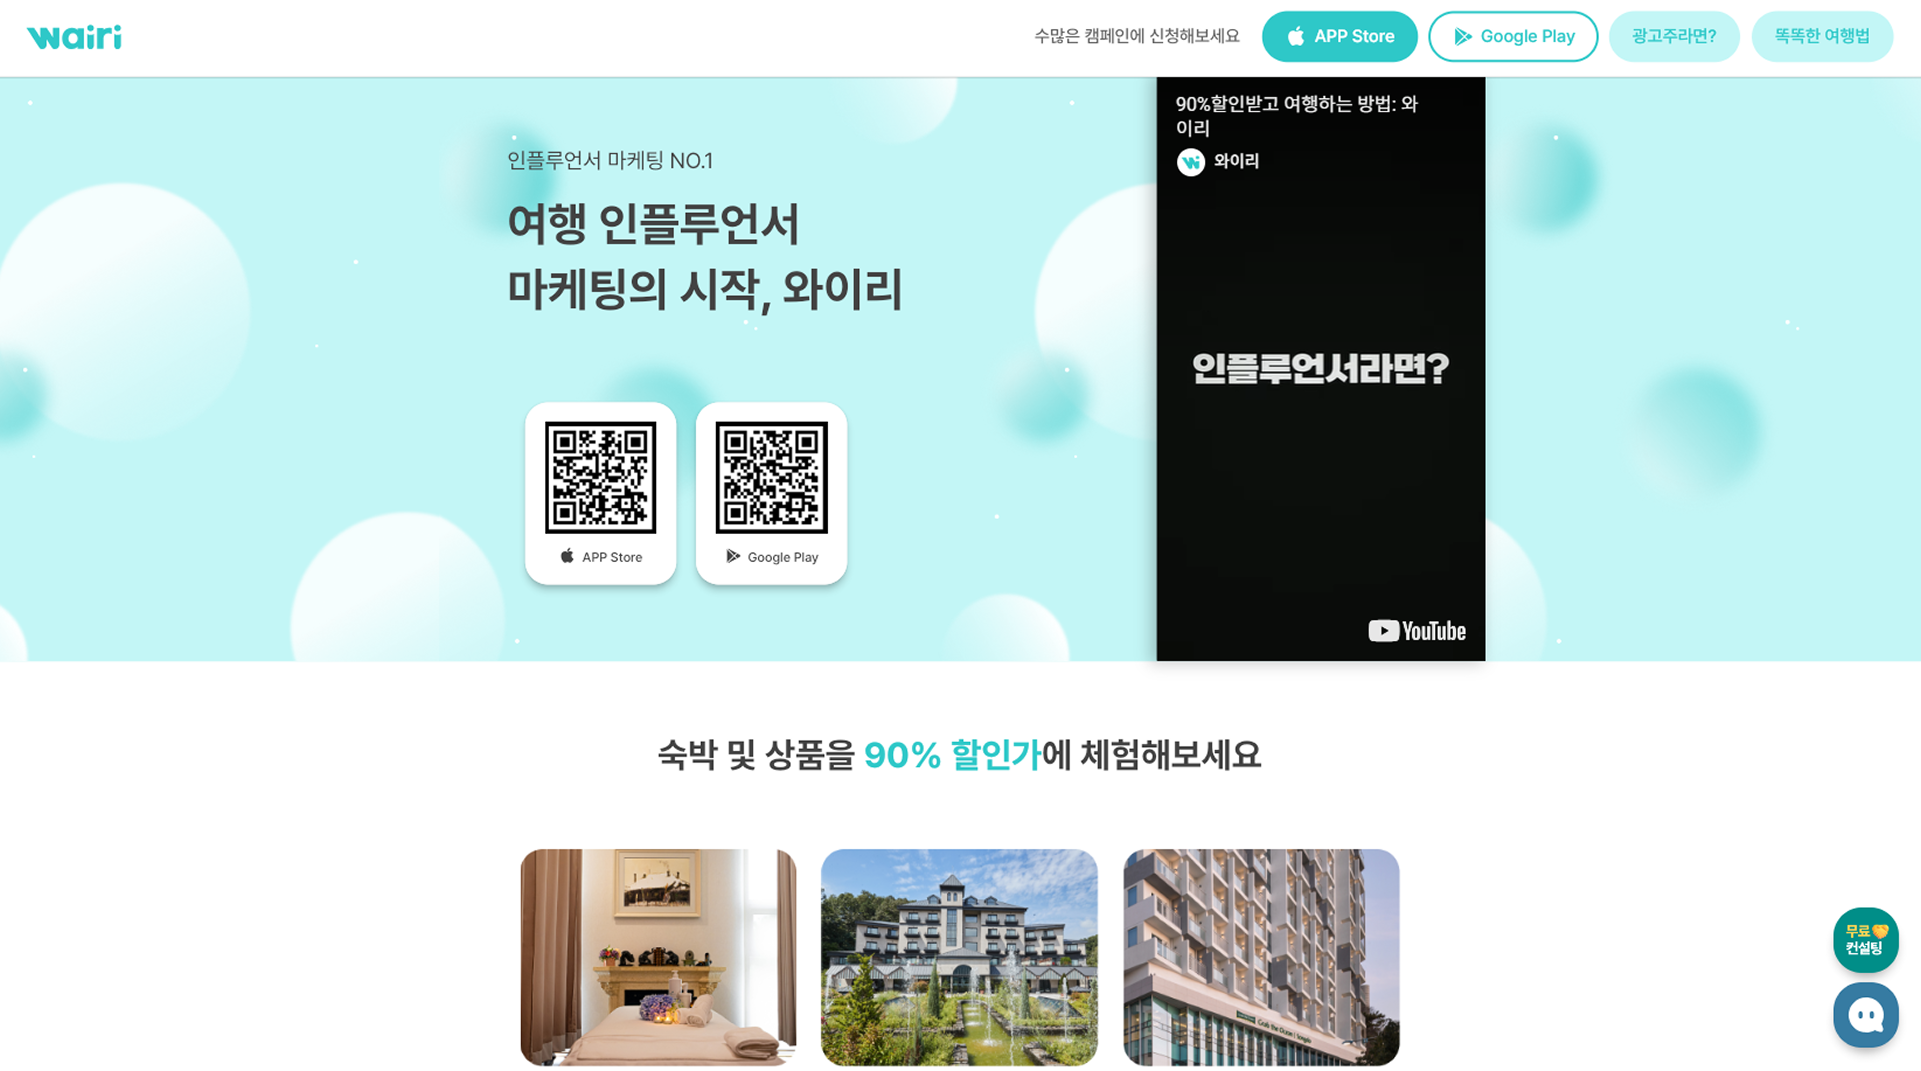 wairi
수많은 캠페인에 신청해보세요
APP Store
Google Play
광고주라면?
똑똑한 여행법
인플루언서 마케팅 NO.1
여행 인플루언서
마케팅의 시작, 와이리
APP Store
Google Play
90%할인받고 여행하는 방법: 와
이리
와이리
인플루언서라면?
YouTube
숙박 및 상품을 90% 할인가에 체험해보세요
무료
컨설팅